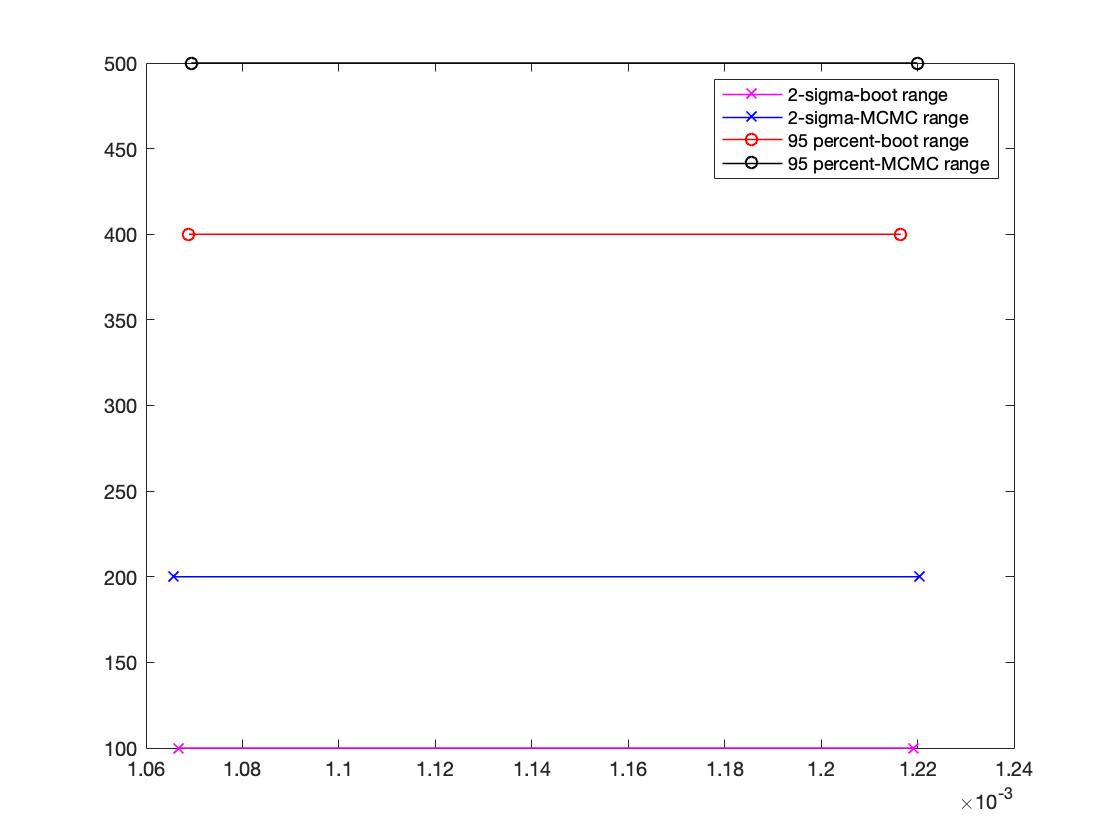 500
450
400
350
300
250
200
150
100
2-sigma-boot range
2-sigma-MCMC range
95 percent-boot range
95 percent-MCMC range
1.06 1.08 1.1 1.12 1.14 1.16 1.18 1.2 1.22 1.24
×10⁻³